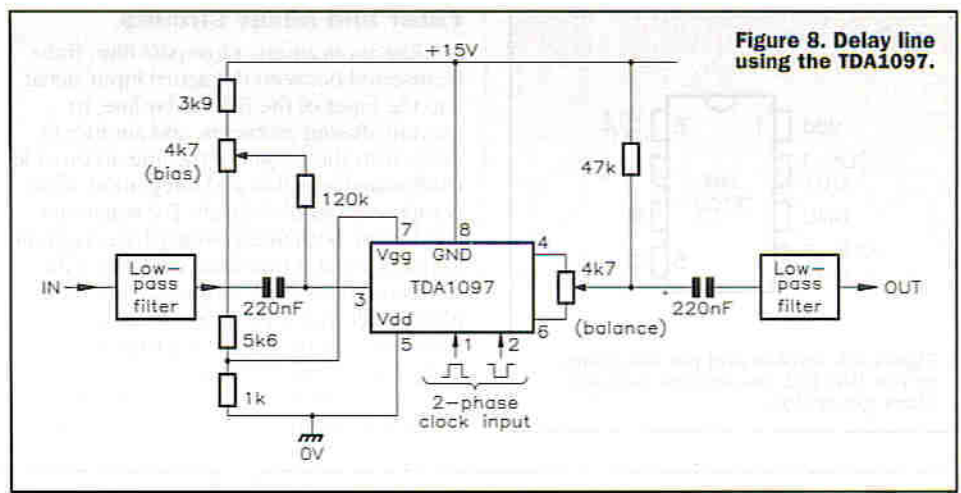 Figure 8. Delay line
using the TDA1097.
+15V
3k9
4k7
(bias)
120k
47k
7
8
Vgg
GND
4
IN
Low-
pass
filter
220nF
3
TDA1097
4k7
220nF
Low-
pass
filter
OUT
Vdd
6
(balance)
5k6
5
1
2
1k
2-phase
clock input
0V